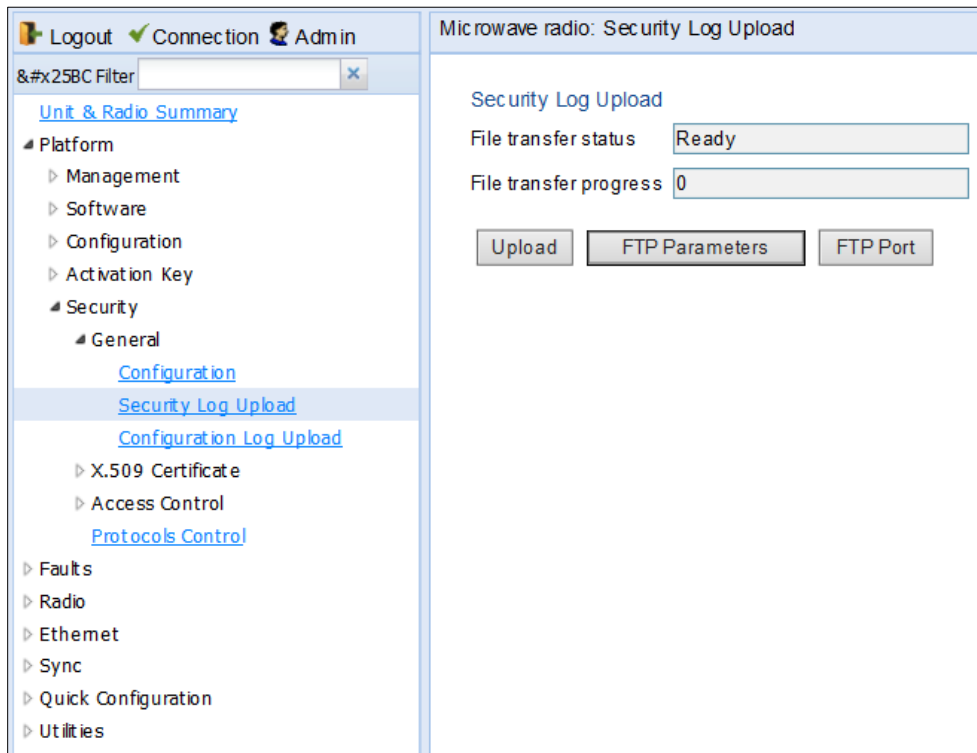 Logout Connection Admin
&#x25BC Filter
Unit & Radio Summary
Platform
Management
Software
Configuration
Activation Key
Security
General
Configuration
Security Log Upload
Configuration Log Upload
X.509 Certificate
Access Control
Protocols Control
Faults
Radio
Ethernet
Sync
Quick Configuration
Utilities
Microwave radio: Security Log Upload
Security Log Upload
File transfer status Ready
File transfer progress 0
Upload FTP Parameters FTP Port